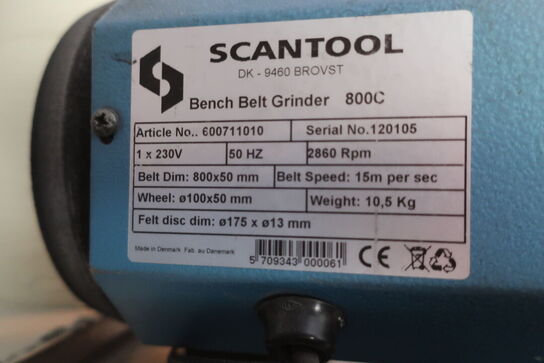 SCANTOOL
DK - 9460 BROVST
Bench Belt Grinder 800C
Article No.. 600711010 Serial No.120105
1 x 230V 50 HZ 2860 Rpm
Belt Dim: 800x50 mm Belt Speed: 15m per sec
Wheel: ø100x50 mm Weight: 10,5 Kg
Felt disc dim: ø175 x ø13 mm
Made in Denmark Fab. au Danemark
5 709343 000061
CE